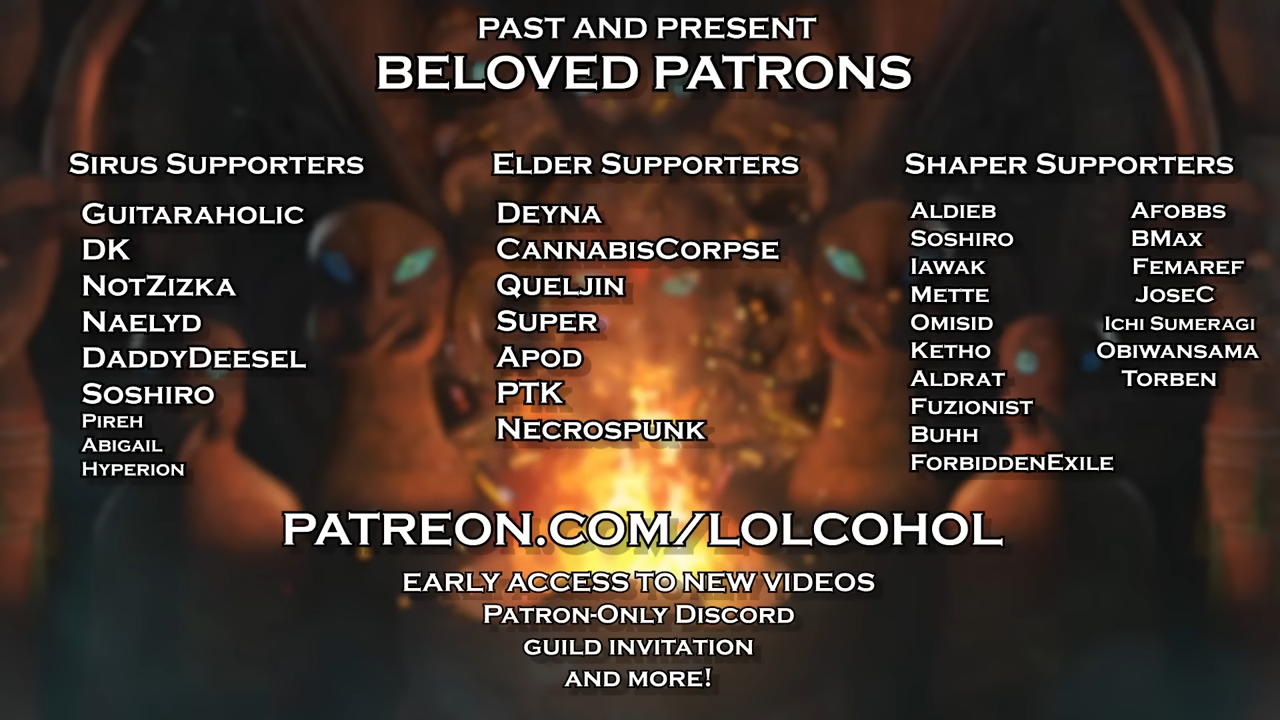 PAST AND PRESENT
BELOVED PATRONS
SIRUS SUPPORTERS
GUITARAHOLIC
DK
NOTZIZKA
NAELYD
DADDYDEESEL
SOSHIRO
PIREH
ABIGAIL
HYPERION
ELDER SUPPORTERS
DEYNA
CANNABISCORPSE
QUELJIN
SUPER
APOD
PTK
NECROSPUNK
SHAPER SUPPORTERS
ALDIEB
SOSHIRO
IAWAK
METTE
OMISID
KETHO
ALDRAT
FUZIONIST
BUHH
FORBIDDENEXILE
AFOBBS
BMAX
FEMAREF
JOSEC
ICHI SUMERAGI
OBIWANSAMA
TORBEN
PATREON.COM/LOLCOHOL
EARLY ACCESS TO NEW VIDEOS
PATRON-ONLY DISCORD
GUILD INVITATION
AND MORE!